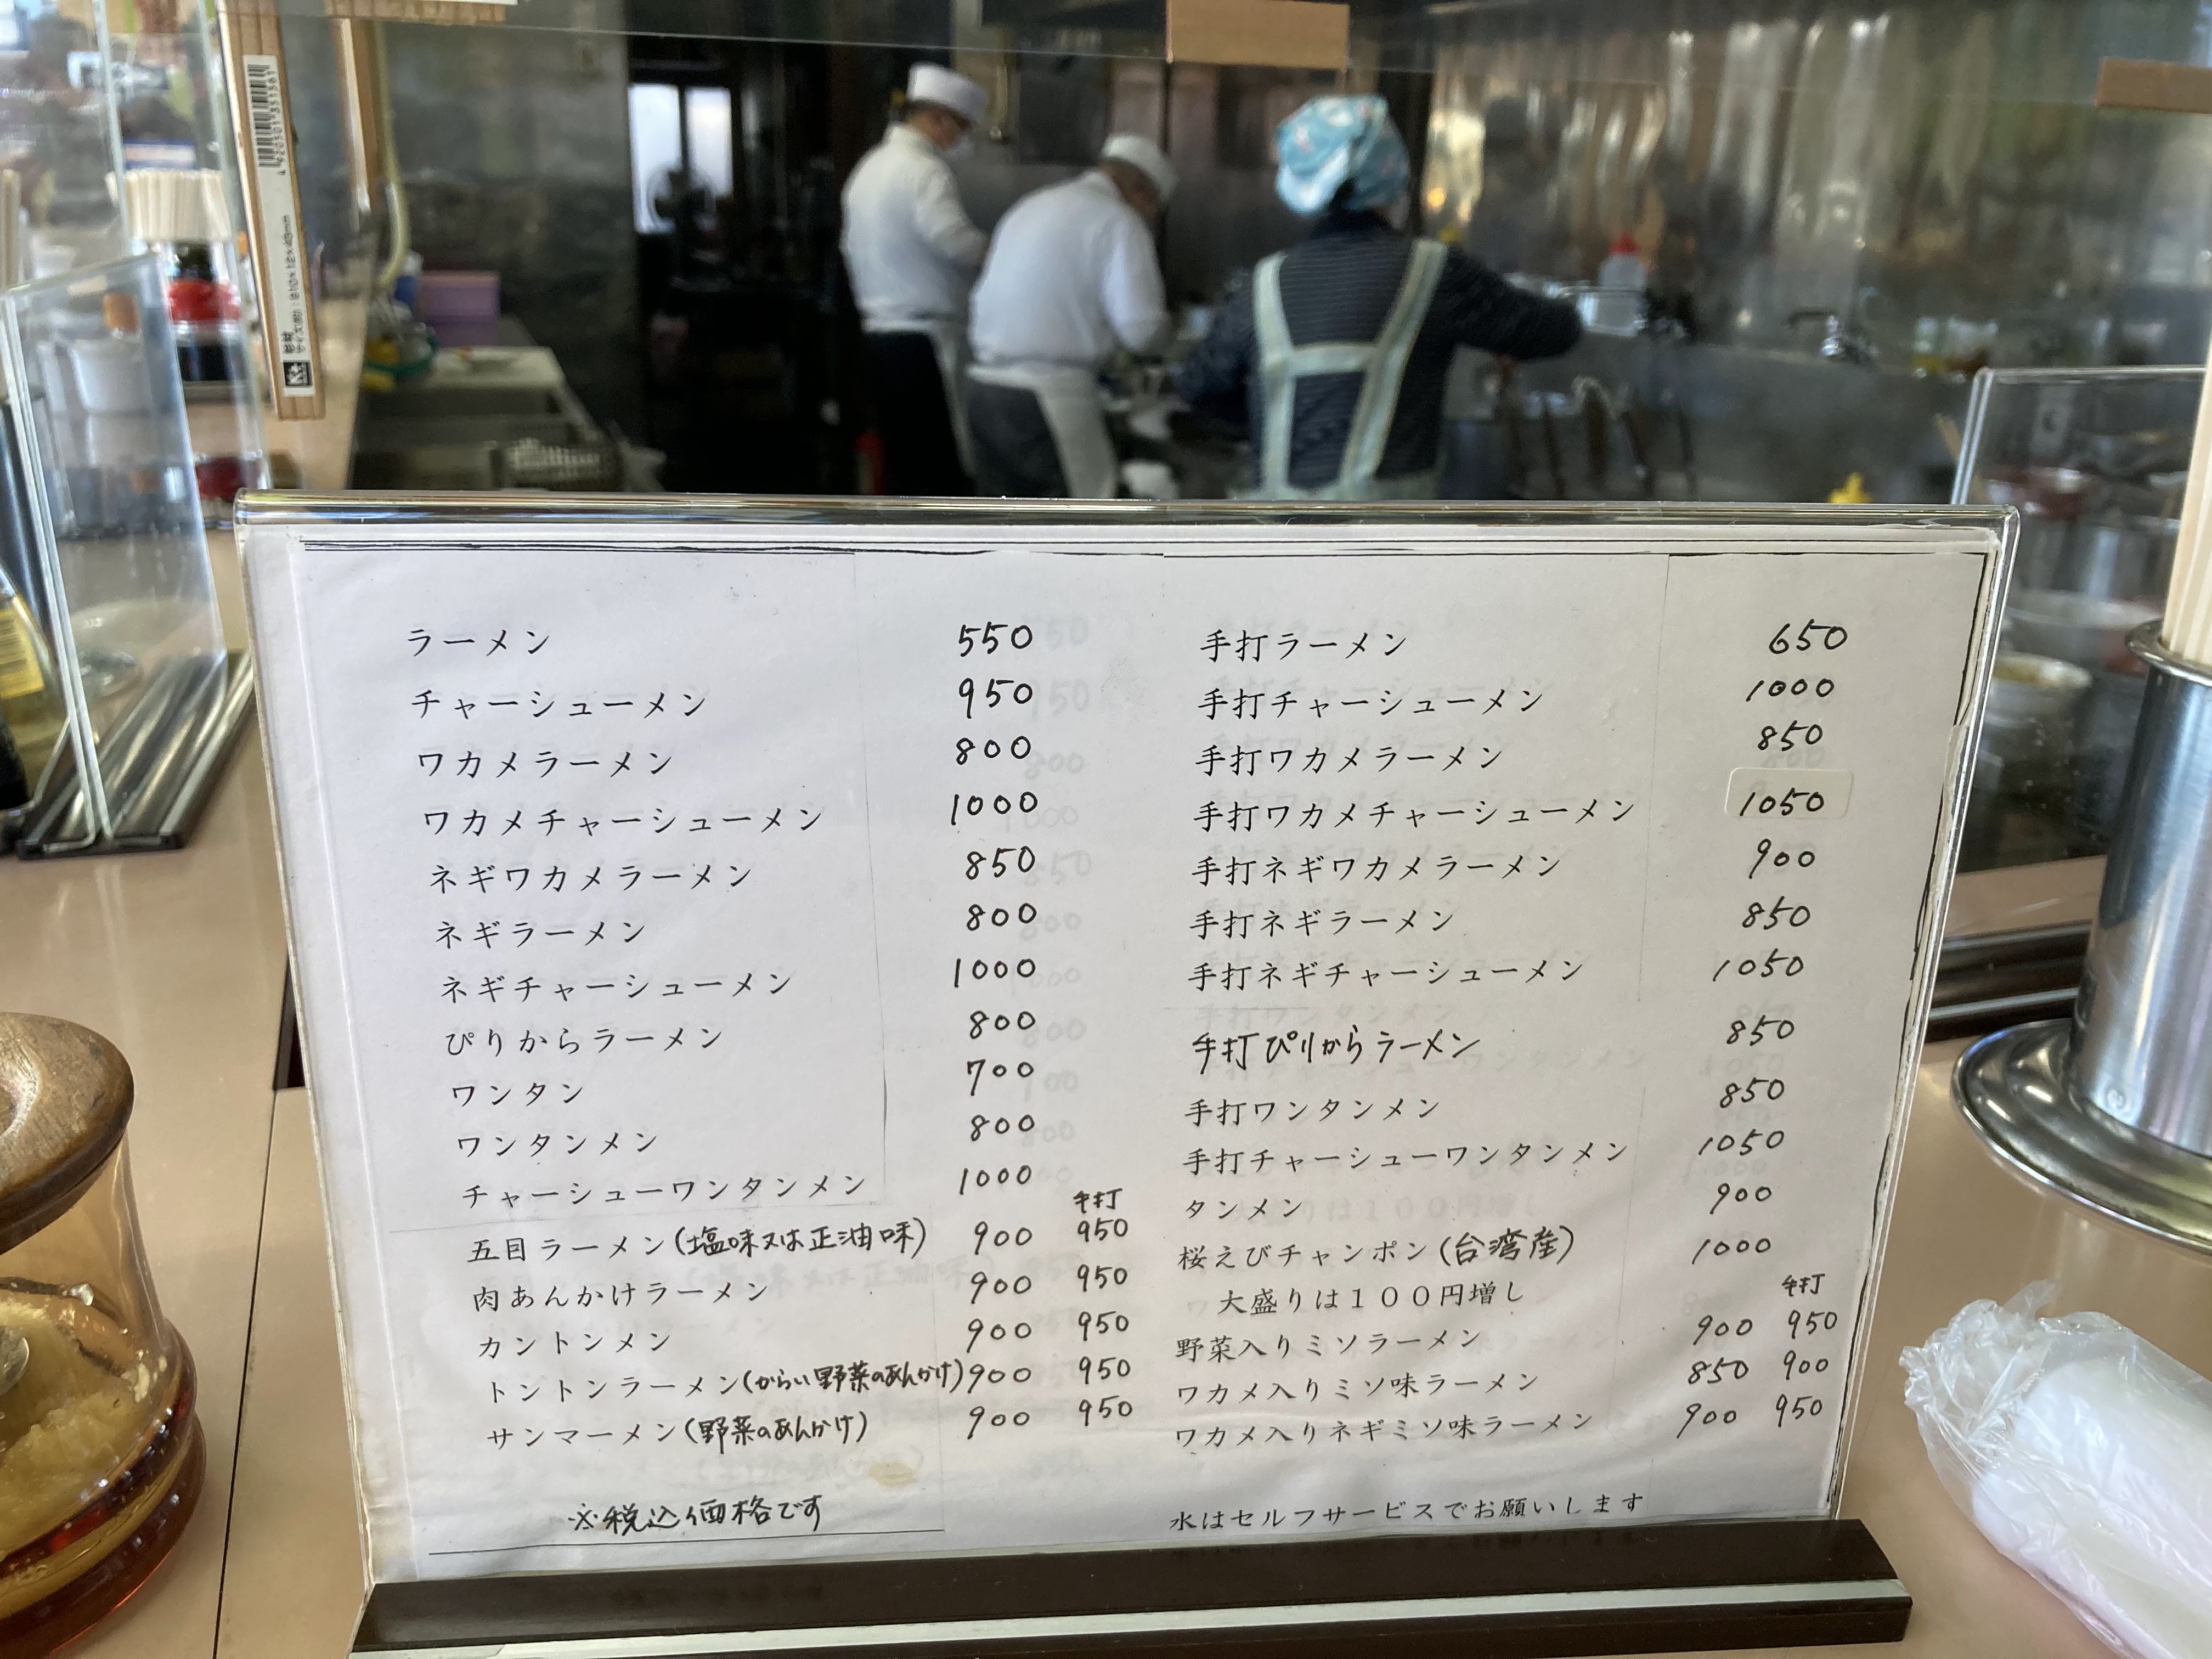 4920501351561
杉材
サイズ(約):910×12×43mm
ラーメン 550
チャーシューメン 950
ワカメラーメン 800
ワカメチャーシューメン 1000
ネギワカメラーメン 850
ネギラーメン 800
ネギチャーシューメン 1000
ぴりからラーメン 800
ワンタン 700
ワンタンメン 800
チャーシューワンタンメン 1000
手打
五目ラーメン(塩味又は正油味) 900 950
肉あんかけラーメン 900 950
カントンメン 900 950
トントンラーメン(からい野菜のあんかけ) 900 950
サンマーメン(野菜のあんかけ) 900 950
※税込価格です
手打ラーメン 650
手打チャーシューメン 1000
手打ワカメラーメン 850
手打ワカメチャーシューメン 1050
手打ネギワカメラーメン 900
手打ネギラーメン 850
手打ネギチャーシューメン 1050
手打ぴりからラーメン 850
手打ワンタンメン 850
手打チャーシューワンタンメン 1050
タンメン 900
桜えびチャンポン(台湾産) 1000
大盛りは100円増し
手打
野菜入りミソラーメン 900 950
ワカメ入りミソ味ラーメン 850 900
ワカメ入りネギミソ味ラーメン 900 950
水はセルフサービスでお願いします